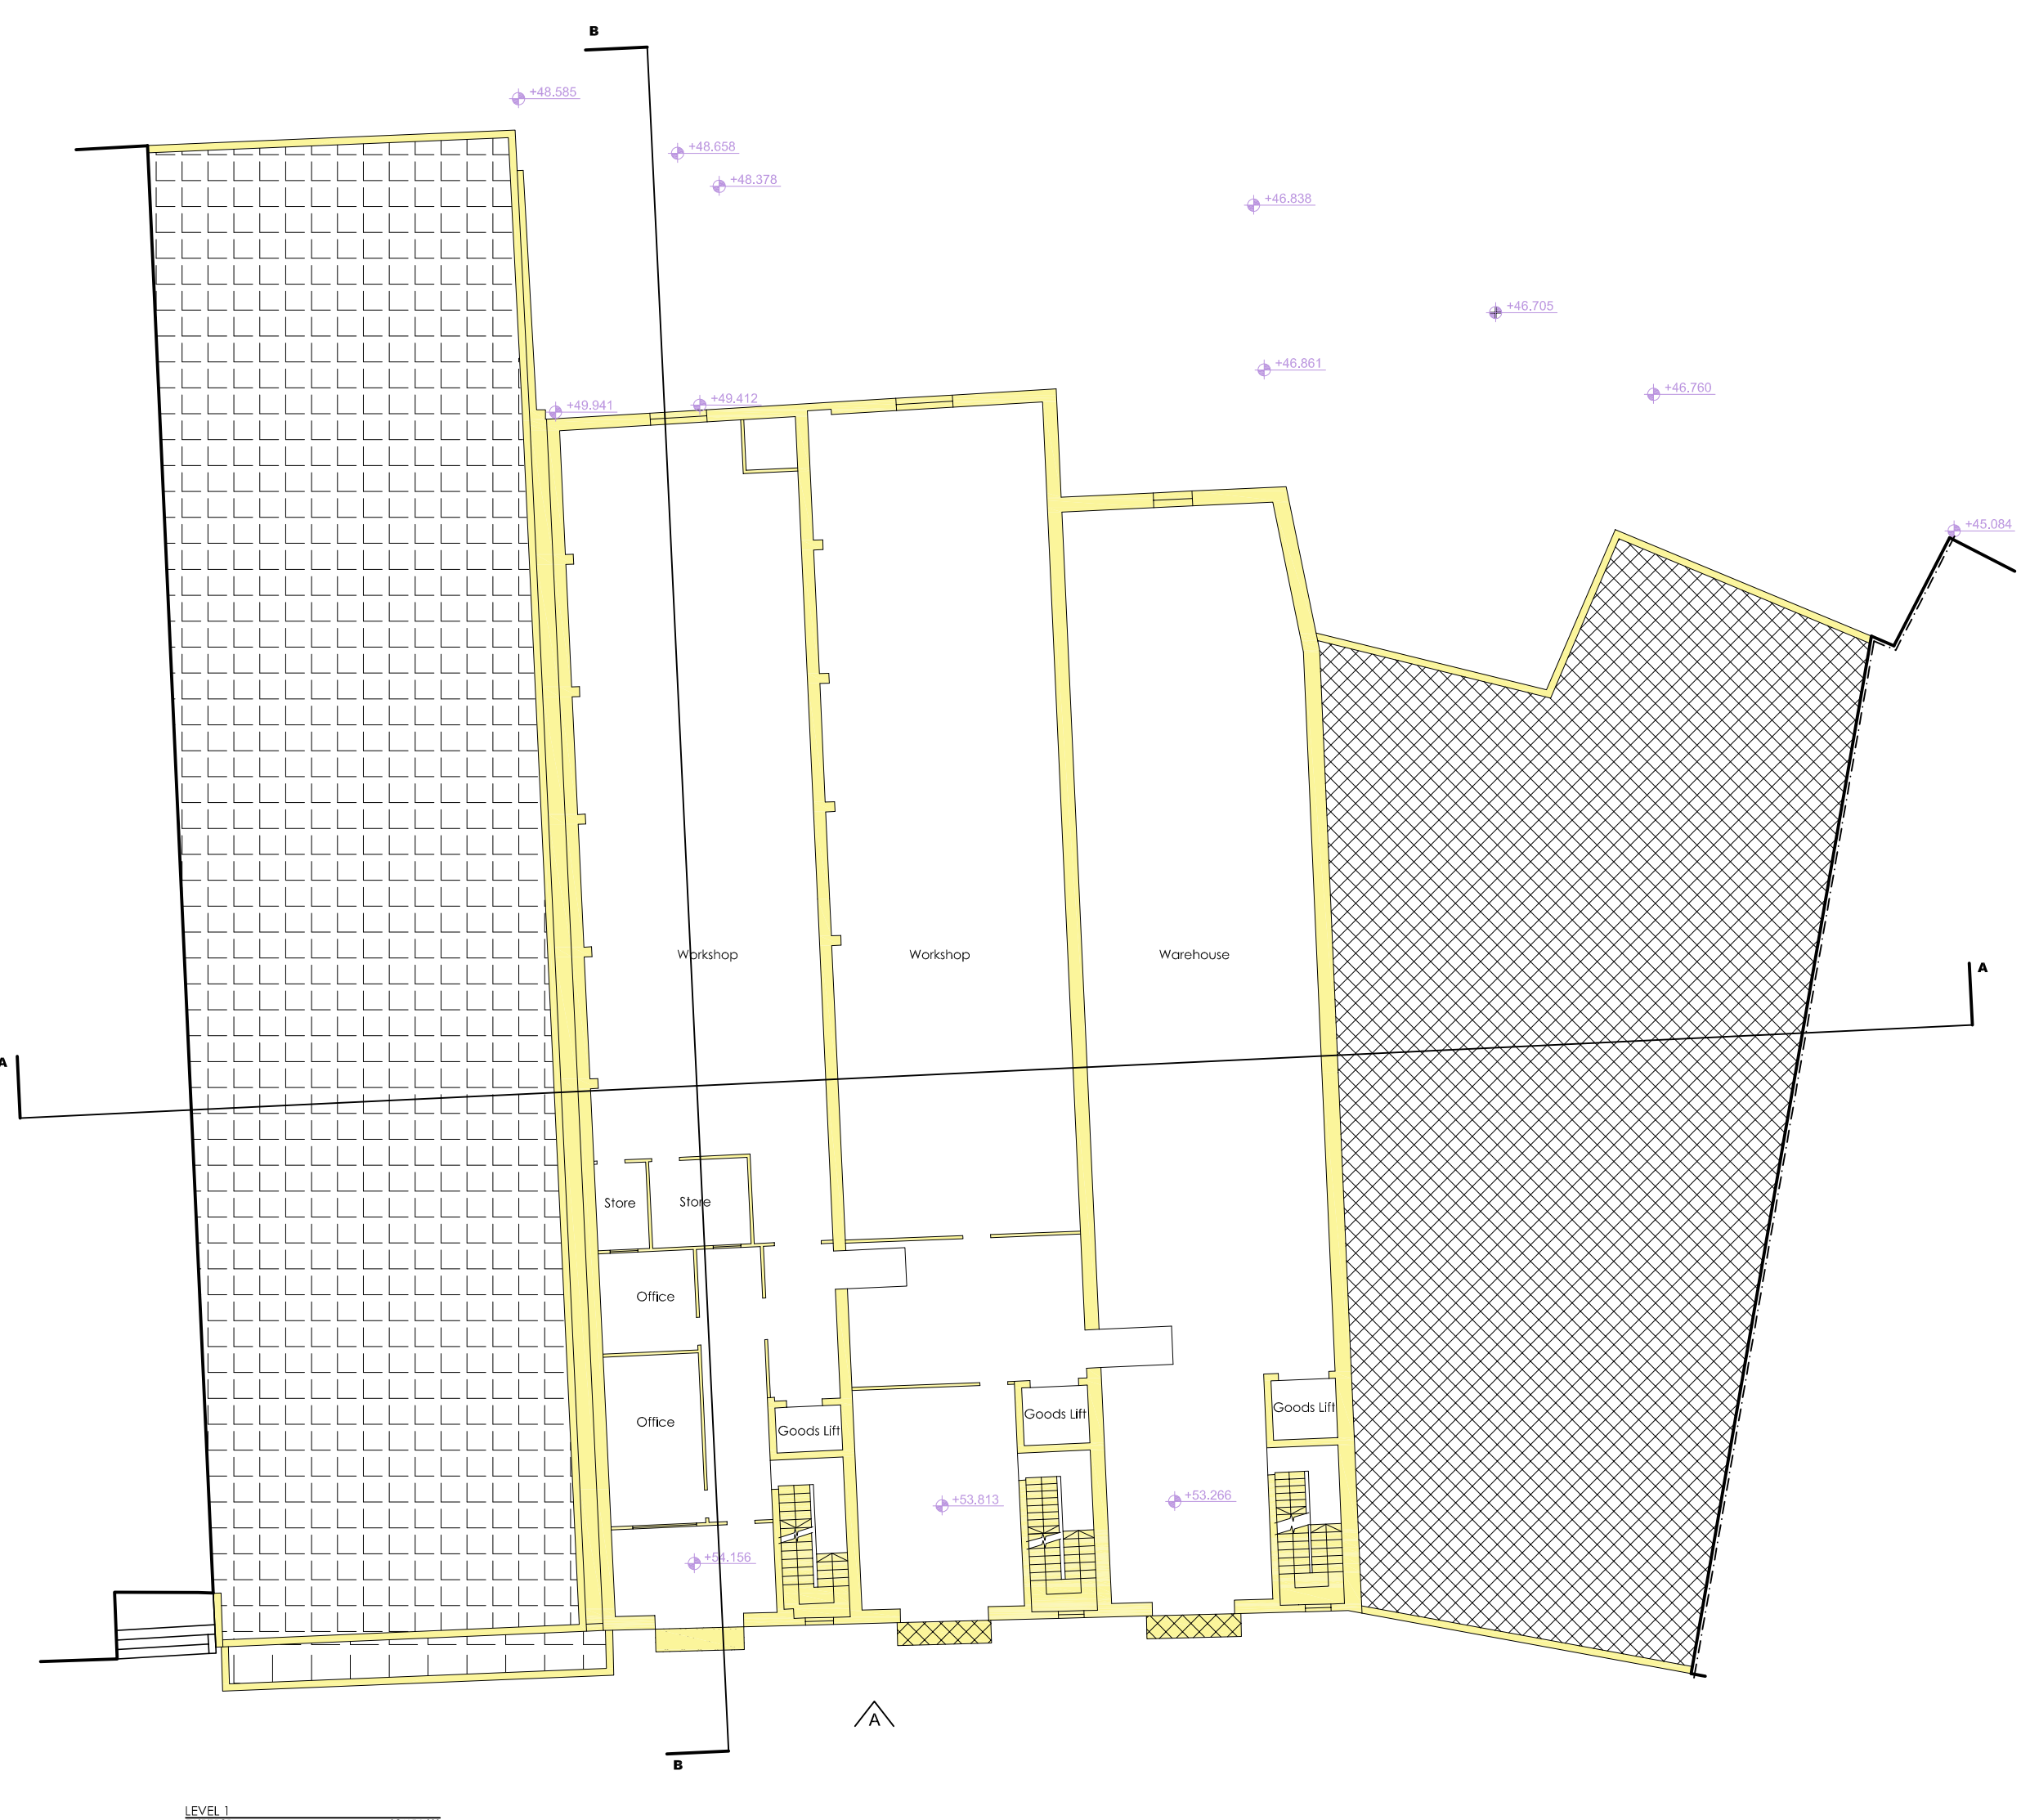 B
+48.585
+48.658
+48.378
+46.838
+46.705
+46.861
+46.760
+49.941
+49.412
+45.084
Workshop
Workshop
Warehouse
A
A
Store
Store
Office
Office
Goods Lift
Goods Lift
Goods Lift
+53.813
+53.266
+54.156
A
B
LEVEL 1